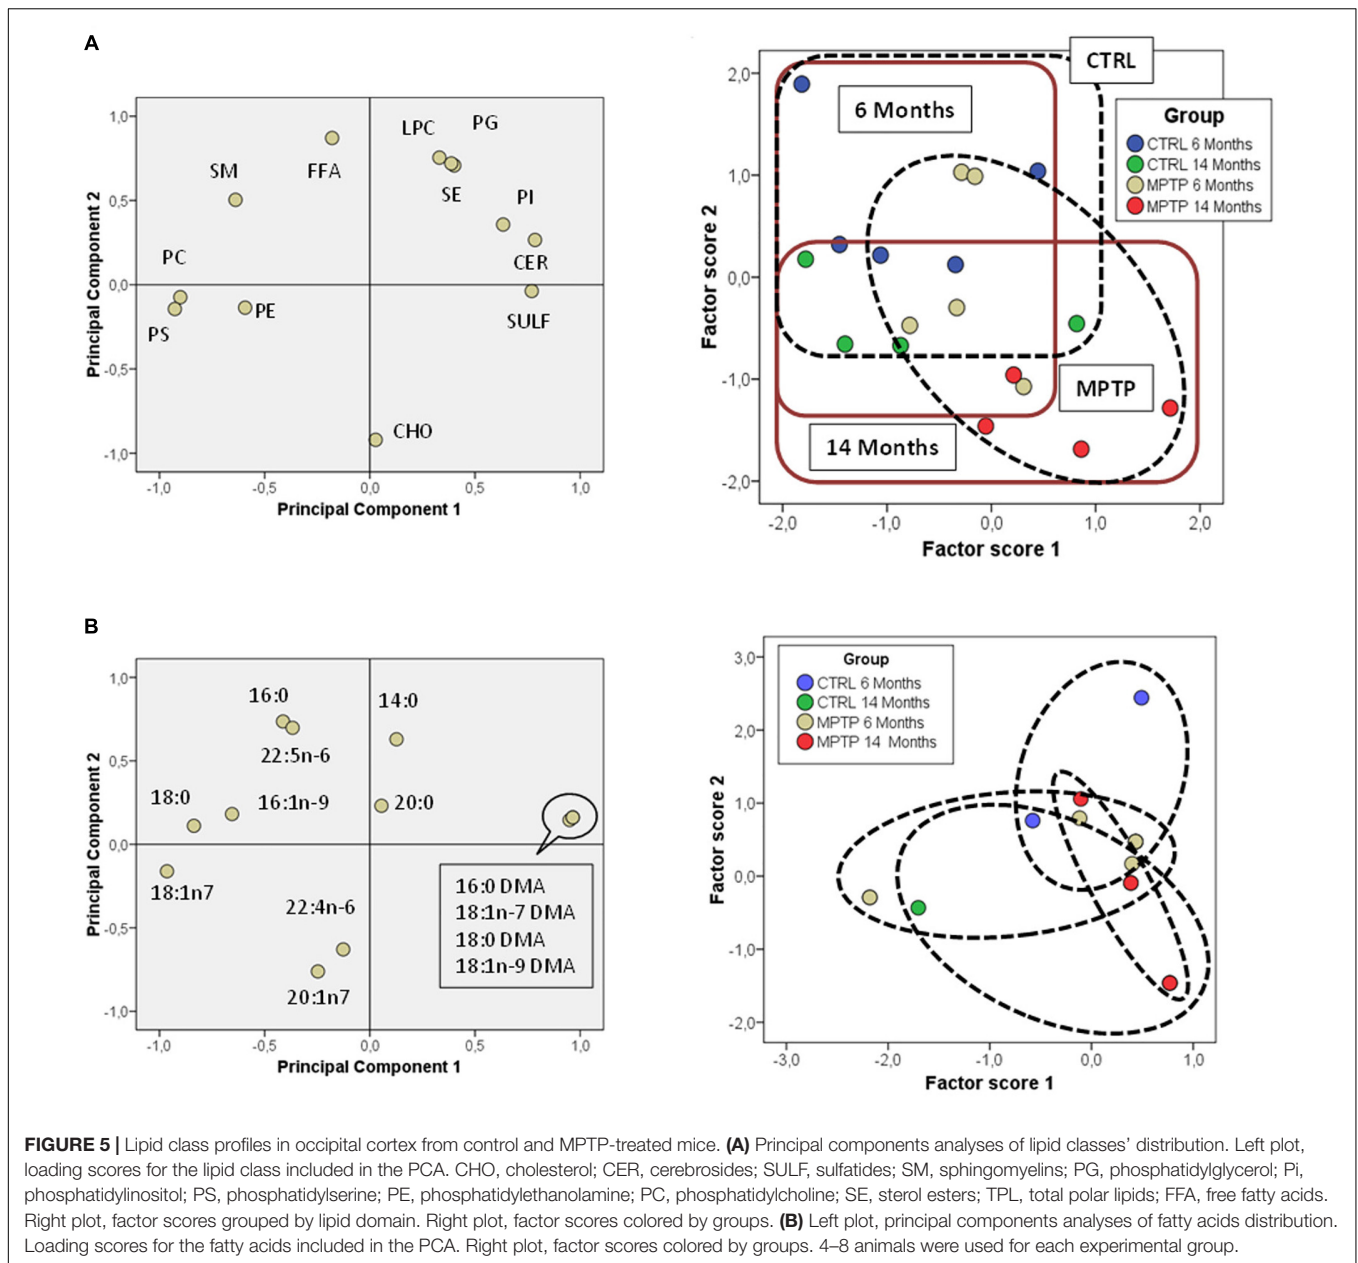 A
1,0
0,5
0,0
-0,5
-1,0
Principal Component 2
LPC
PG
SM
FFA
SE
PI
PC
CER
PS
PE
SULF
CHO
-1,0 -0,5 0,0 0,5 1,0
Principal Component 1
2,0
1,0
0,0
-1,0
-2,0
Factor score 2
CTRL
6 Months
MPTP
14 Months
Group
CTRL 6 Months
CTRL 14 Months
MPTP 6 Months
MPTP 14 Months
-2,0 -1,0 0,0 1,0 2,0
Factor score 1
B
1,0
0,5
0,0
-0,5
-1,0
Principal Component 2
16:0
14:0
22:5n-6
18:0
16:1n-9
20:0
18:1n7
22:4n-6
20:1n7
16:0 DMA
18:1n-7 DMA
18:0 DMA
18:1n-9 DMA
-1,0 -0,5 0,0 0,5 1,0
Principal Component 1
3,0
2,0
1,0
0,0
-1,0
-2,0
Factor score 2
Group
CTRL 6 Months
CTRL 14 Months
MPTP 6 Months
MPTP 14 Months
-3,0 -2,0 -1,0 0,0 1,0
Factor score 1
FIGURE 5 | Lipid class profiles in occipital cortex from control and MPTP-treated mice. (A) Principal components analyses of lipid classes’ distribution. Left plot,
loading scores for the lipid class included in the PCA. CHO, cholesterol; CER, cerebrosides; SULF, sulfatides; SM, sphingomyelins; PG, phosphatidylglycerol; Pi,
phosphatidylinositol; PS, phosphatidylserine; PE, phosphatidylethanolamine; PC, phosphatidylcholine; SE, sterol esters; TPL, total polar lipids; FFA, free fatty acids.
Right plot, factor scores grouped by lipid domain. Right plot, factor scores colored by groups. (B) Left plot, principal components analyses of fatty acids distribution.
Loading scores for the fatty acids included in the PCA. Right plot, factor scores colored by groups. 4–8 animals were used for each experimental group.